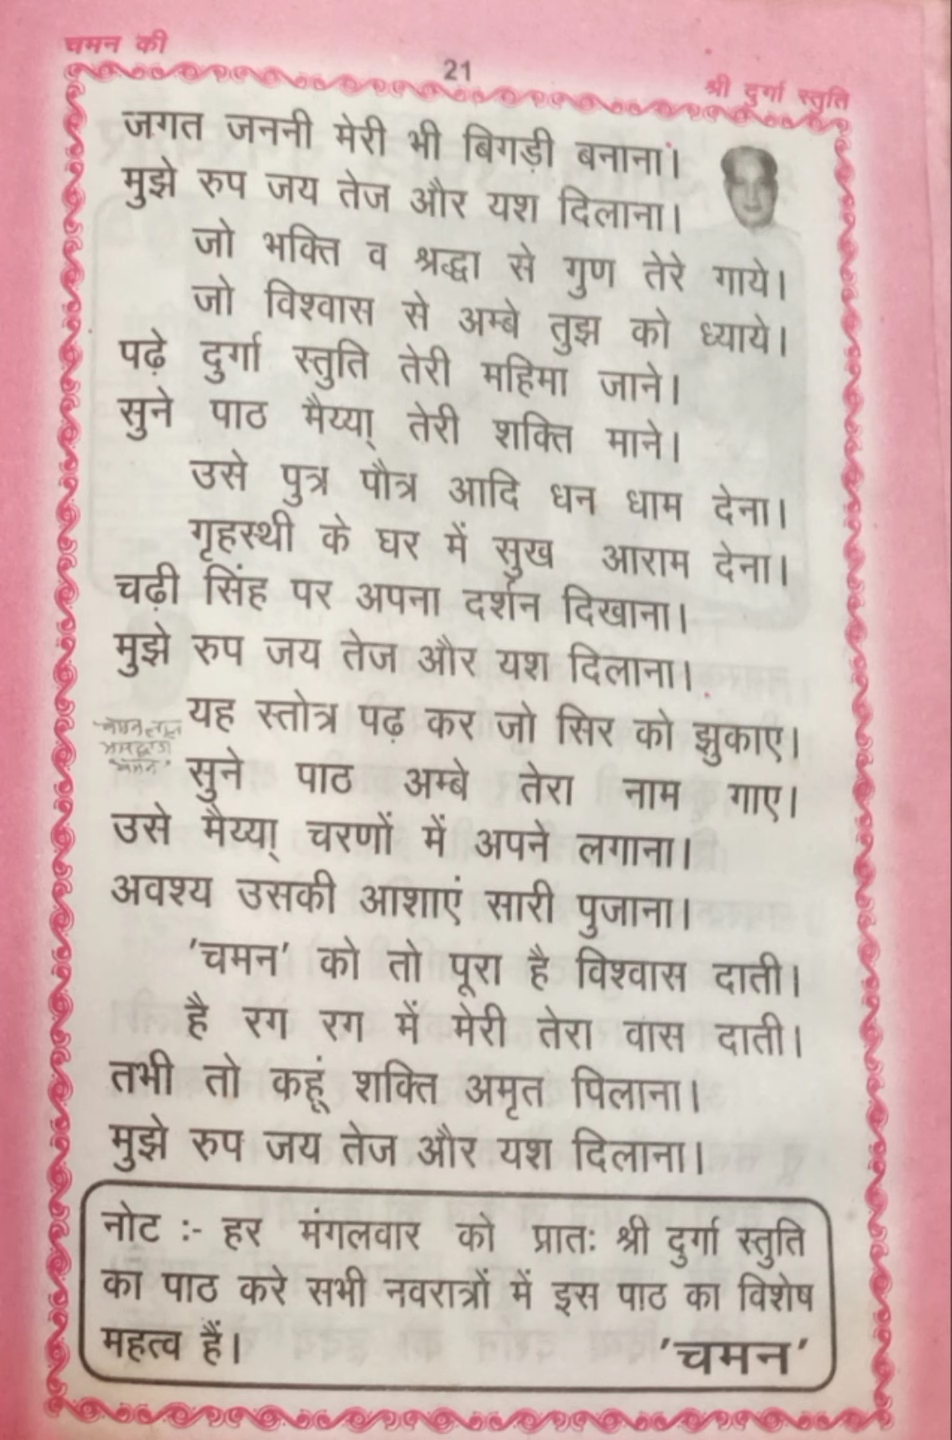 चमन की
21
श्री दुर्गा स्तुति
जगत जननी मेरी भी बिगड़ी बनाना।
मुझे रुप जय तेज और यश दिलाना।
जो भक्ति व श्रद्धा से गुण तेरे गाये।
जो विश्वास से अम्बे तुझ को ध्याये।
पढ़े दुर्गा स्तुति तेरी महिमा जाने।
सुने पाठ मैय्या् तेरी शक्ति माने।
उसे पुत्र पौत्र आदि धन धाम देना।
गृहस्थी के घर में सुख आराम देना।
चढ़ी सिंह पर अपना दर्शन दिखाना।
मुझे रुप जय तेज और यश दिलाना।
यह स्तोत्र पढ़ कर जो सिर को झुकाए।
सुने पाठ अम्बे तेरा नाम गाए।
उसे मैय्या् चरणों में अपने लगाना।
अवश्य उसकी आशाएं सारी पुजाना।
'चमन' को तो पूरा है विश्वास दाती।
है रग रग में मेरी तेरा वास दाती।
तभी तो कहूं शक्ति अमृत पिलाना।
मुझे रुप जय तेज और यश दिलाना।
नोट :- हर मंगलवार को प्रातः श्री दुर्गा स्तुति
का पाठ करे सभी नवरात्रों में इस पाठ का विशेष
महत्व हैं।
'चमन'